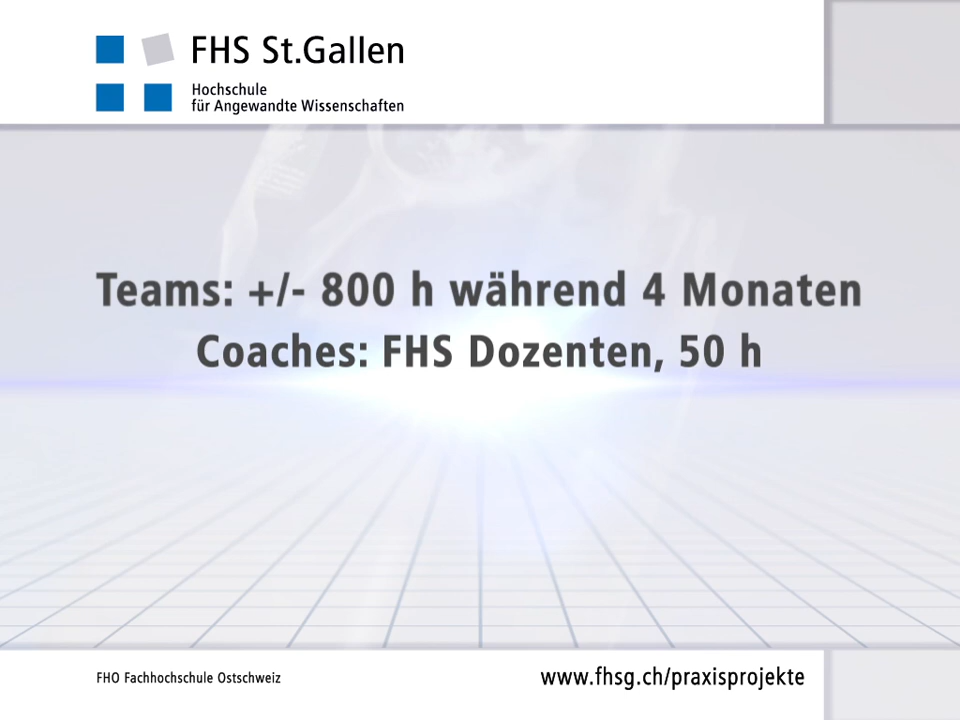 FHS St.Gallen
Hochschule
für Angewandte Wissenschaften
Teams: +/- 800 h während 4 Monaten
Coaches: FHS Dozenten, 50 h
FHO Fachhochschule Ostschweiz
www.fhsg.ch/praxisprojekte